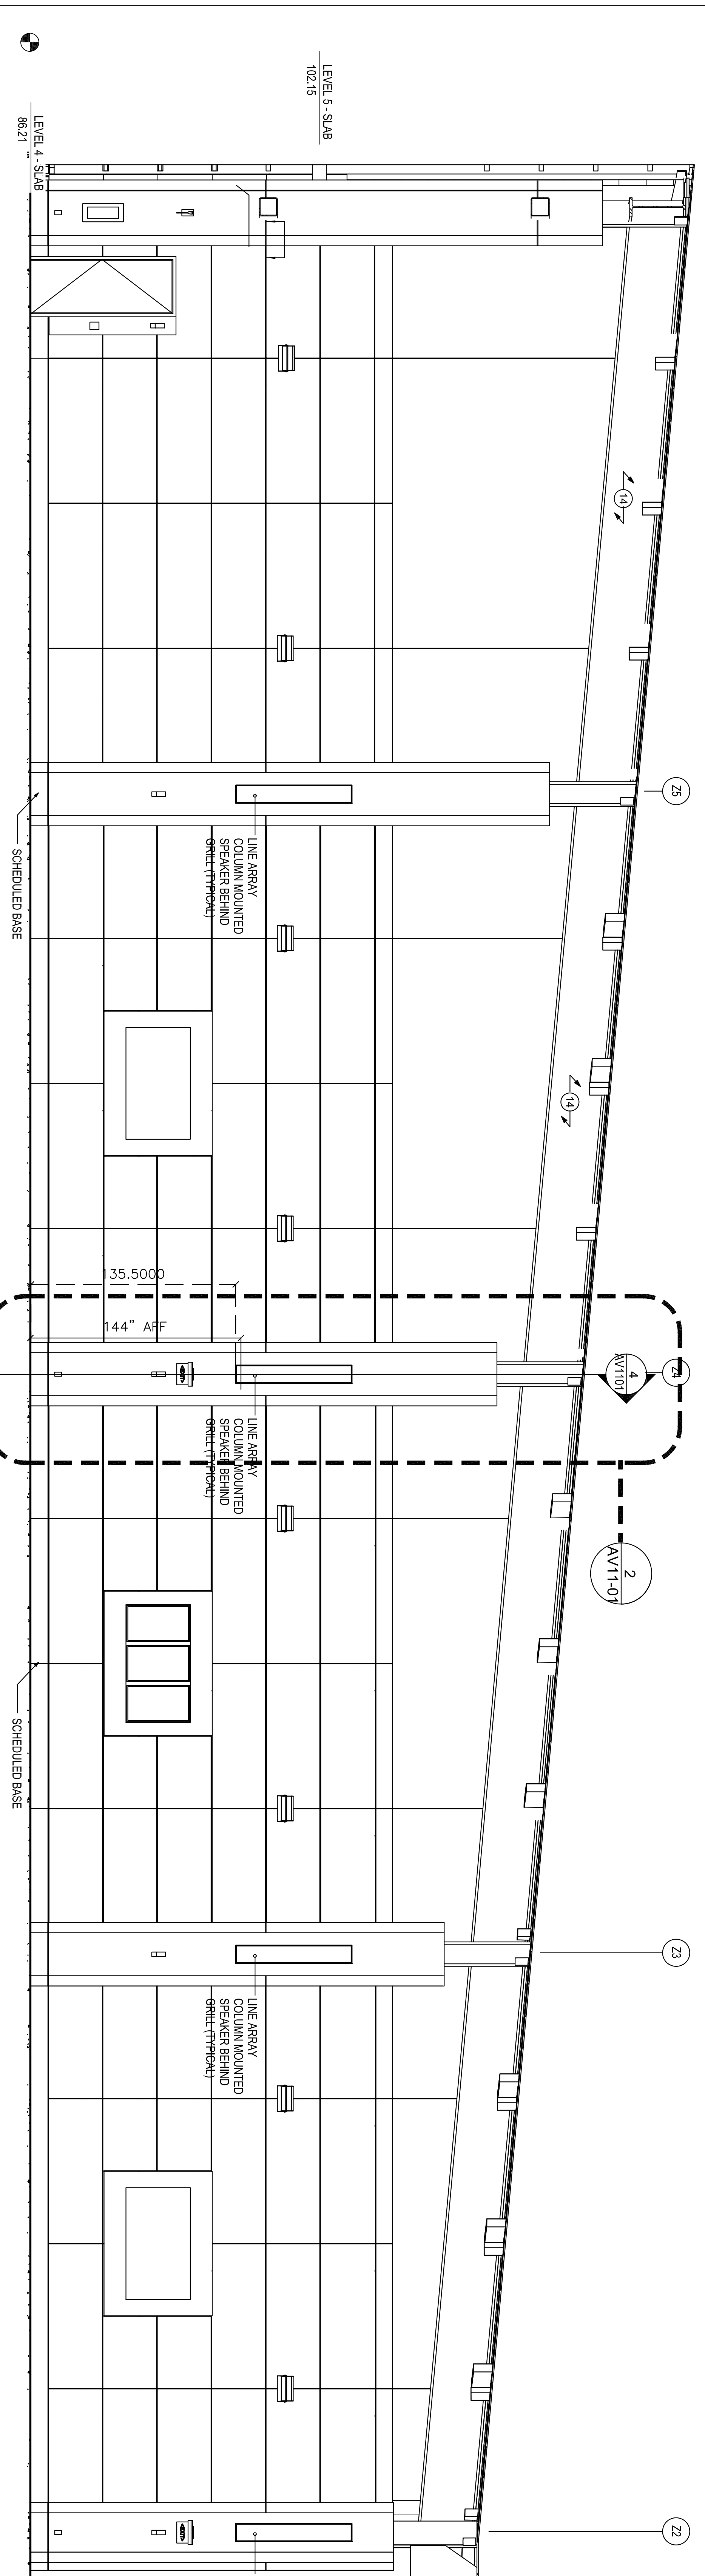 LEVEL 5 - SLAB
102.15
LEVEL 4 - SLAB
86.21
14
Z5
LINE ARRAY
COLUMN MOUNTED
SPEAKER BEHIND
GRILL (TYPICAL)
SCHEDULED BASE
14
135.5000
144" AFF
4
AV1101
Z4
LINE ARRAY
COLUMN MOUNTED
SPEAKER BEHIND
GRILL (TYPICAL)
2
AV11-01
SCHEDULED BASE
Z3
LINE ARRAY
COLUMN MOUNTED
SPEAKER BEHIND
GRILL (TYPICAL)
Z2